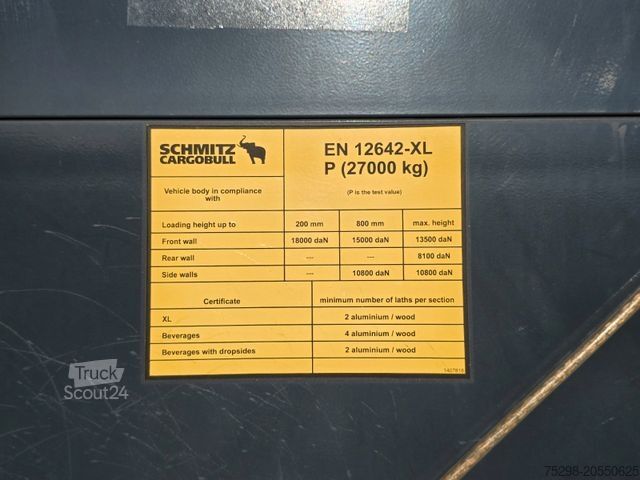 SCHMITZ
CARGOBULL
EN 12642-XL
P (27000 kg)
Vehicle body in compliance
with
(P is the test value)
Loading height up to 200 mm 800 mm max. height
Front wall 18000 daN 15000 daN 13500 daN
Rear wall --- --- 8100 daN
Side walls --- 10800 daN 10800 daN
Certificate minimum number of laths per section
XL 2 aluminium / wood
Beverages 4 aluminium / wood
Beverages with dropsides 2 aluminium / wood
Truck
Scout24
75298-20550625